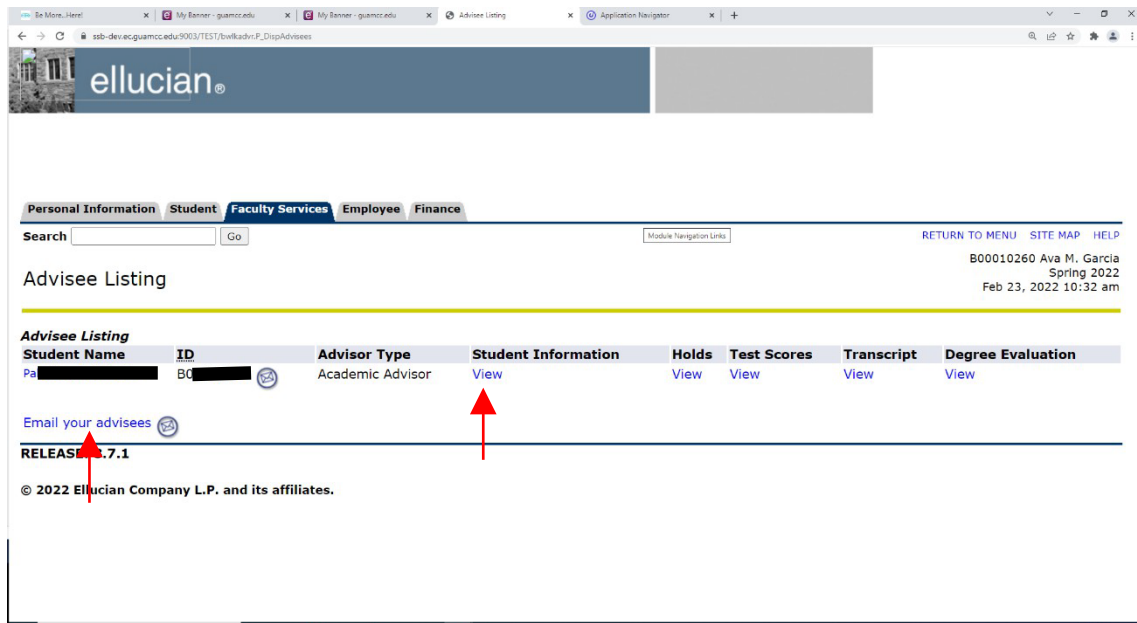 Be More...Here! My Banner - guamcc.edu My Banner - guamcc.edu Advisee Listing Application Navigator
ssb-dev.ec.guamcc.edu:9003/TEST/bwlkadvr.P_DispAdvisees
ellucian®
Personal Information Student Faculty Services Employee Finance
Search Go Module Navigation Links RETURN TO MENU SITE MAP HELP
B00010260 Ava M. Garcia
Spring 2022
Feb 23, 2022 10:32 am
Advisee Listing
Advisee Listing
Student Name ID Advisor Type Student Information Holds Test Scores Transcript Degree Evaluation
Pa B0 Academic Advisor View View View View View
Email your advisees
RELEASE .7.1
© 2022 Ellucian Company L.P. and its affiliates.